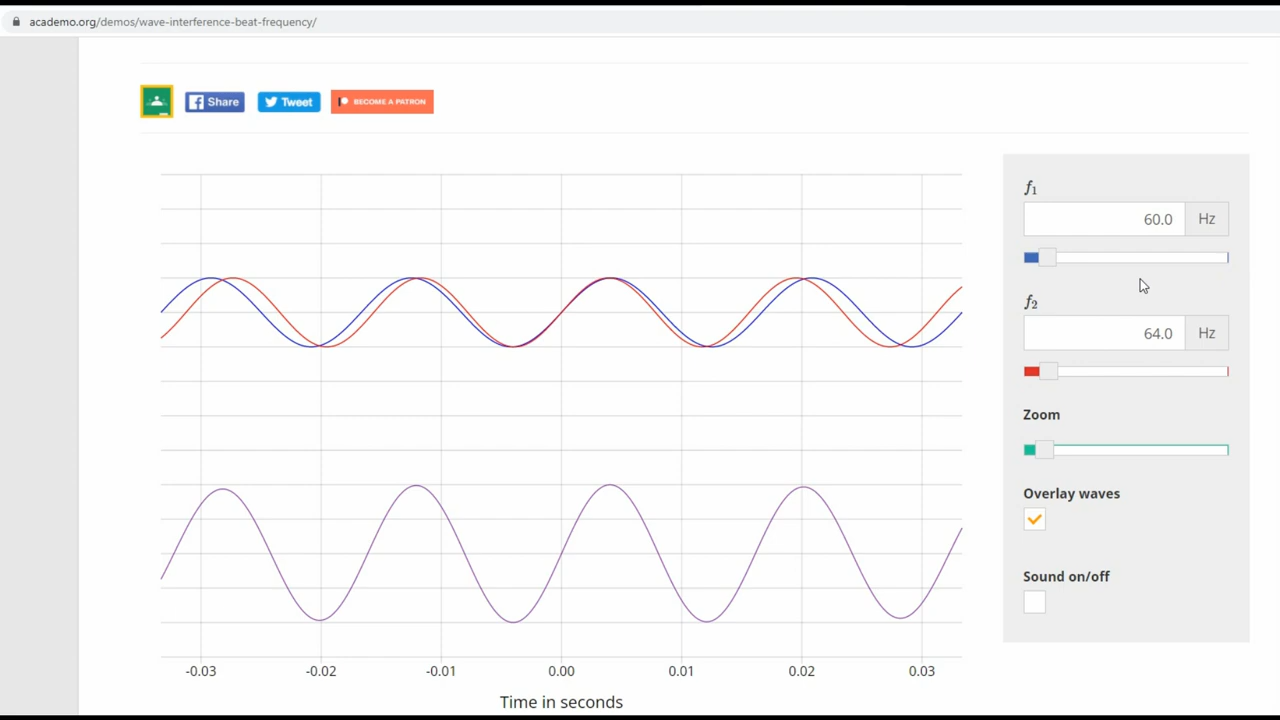 academo.org/demos/wave-interference-beat-frequency/
Share
Tweet
BECOME A PATRON
f1
60.0 Hz
f2
64.0 Hz
Zoom
Overlay waves
Sound on/off
-0.03 -0.02 -0.01 0.00 0.01 0.02 0.03
Time in seconds